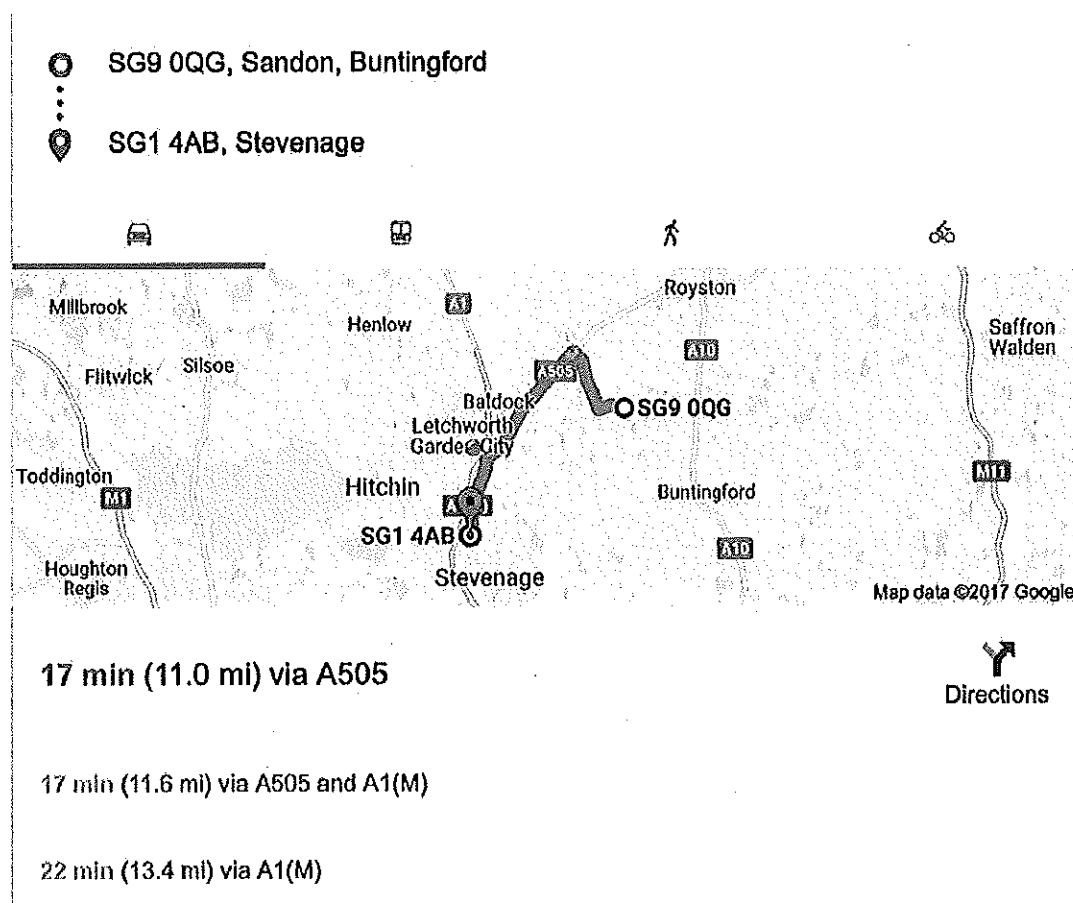 SG9 0QG, Sandon, Buntingford
SG1 4AB, Stevenage
Millbrook
Henlow
A1
Royston
Saffron
Walden
Flitwick
Silsoe
A505
A10
Baldock
SG9 0QG
Letchworth
Garden City
Toddington
M1
Hitchin
Buntingford
M11
SG1 4AB
Stevenage
A10
Houghton
Regis
Map data ©2017 Google
17 min (11.0 mi) via A505
Directions
17 min (11.6 mi) via A505 and A1(M)
22 min (13.4 mi) via A1(M)